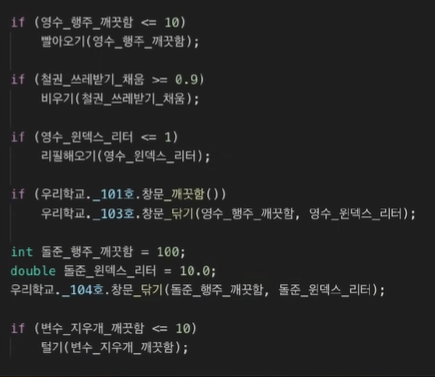 if (영수_행주_깨끗함 <= 10)
빨아오기(영수_행주_깨끗함);
if (철권_쓰레받기_채움 >= 0.9)
비우기(철권_쓰레받기_채움);
if (영수_윈덱스_리터 <= 1)
리필해오기(영수_윈덱스_리터);
if (우리학교._101호.창문_깨끗함())
우리학교._103호.창문_닦기(영수_행주_깨끗함, 영수_윈덱스_리터);
int 돌준_행주_깨끗함 = 100;
double 돌준_윈덱스_리터 = 10.0;
우리학교._104호.창문_닦기(돌준_행주_깨끗함, 돌준_윈덱스_리터);
if (변수_지우개_깨끗함 <= 10)
털기(변수_지우개_깨끗함);